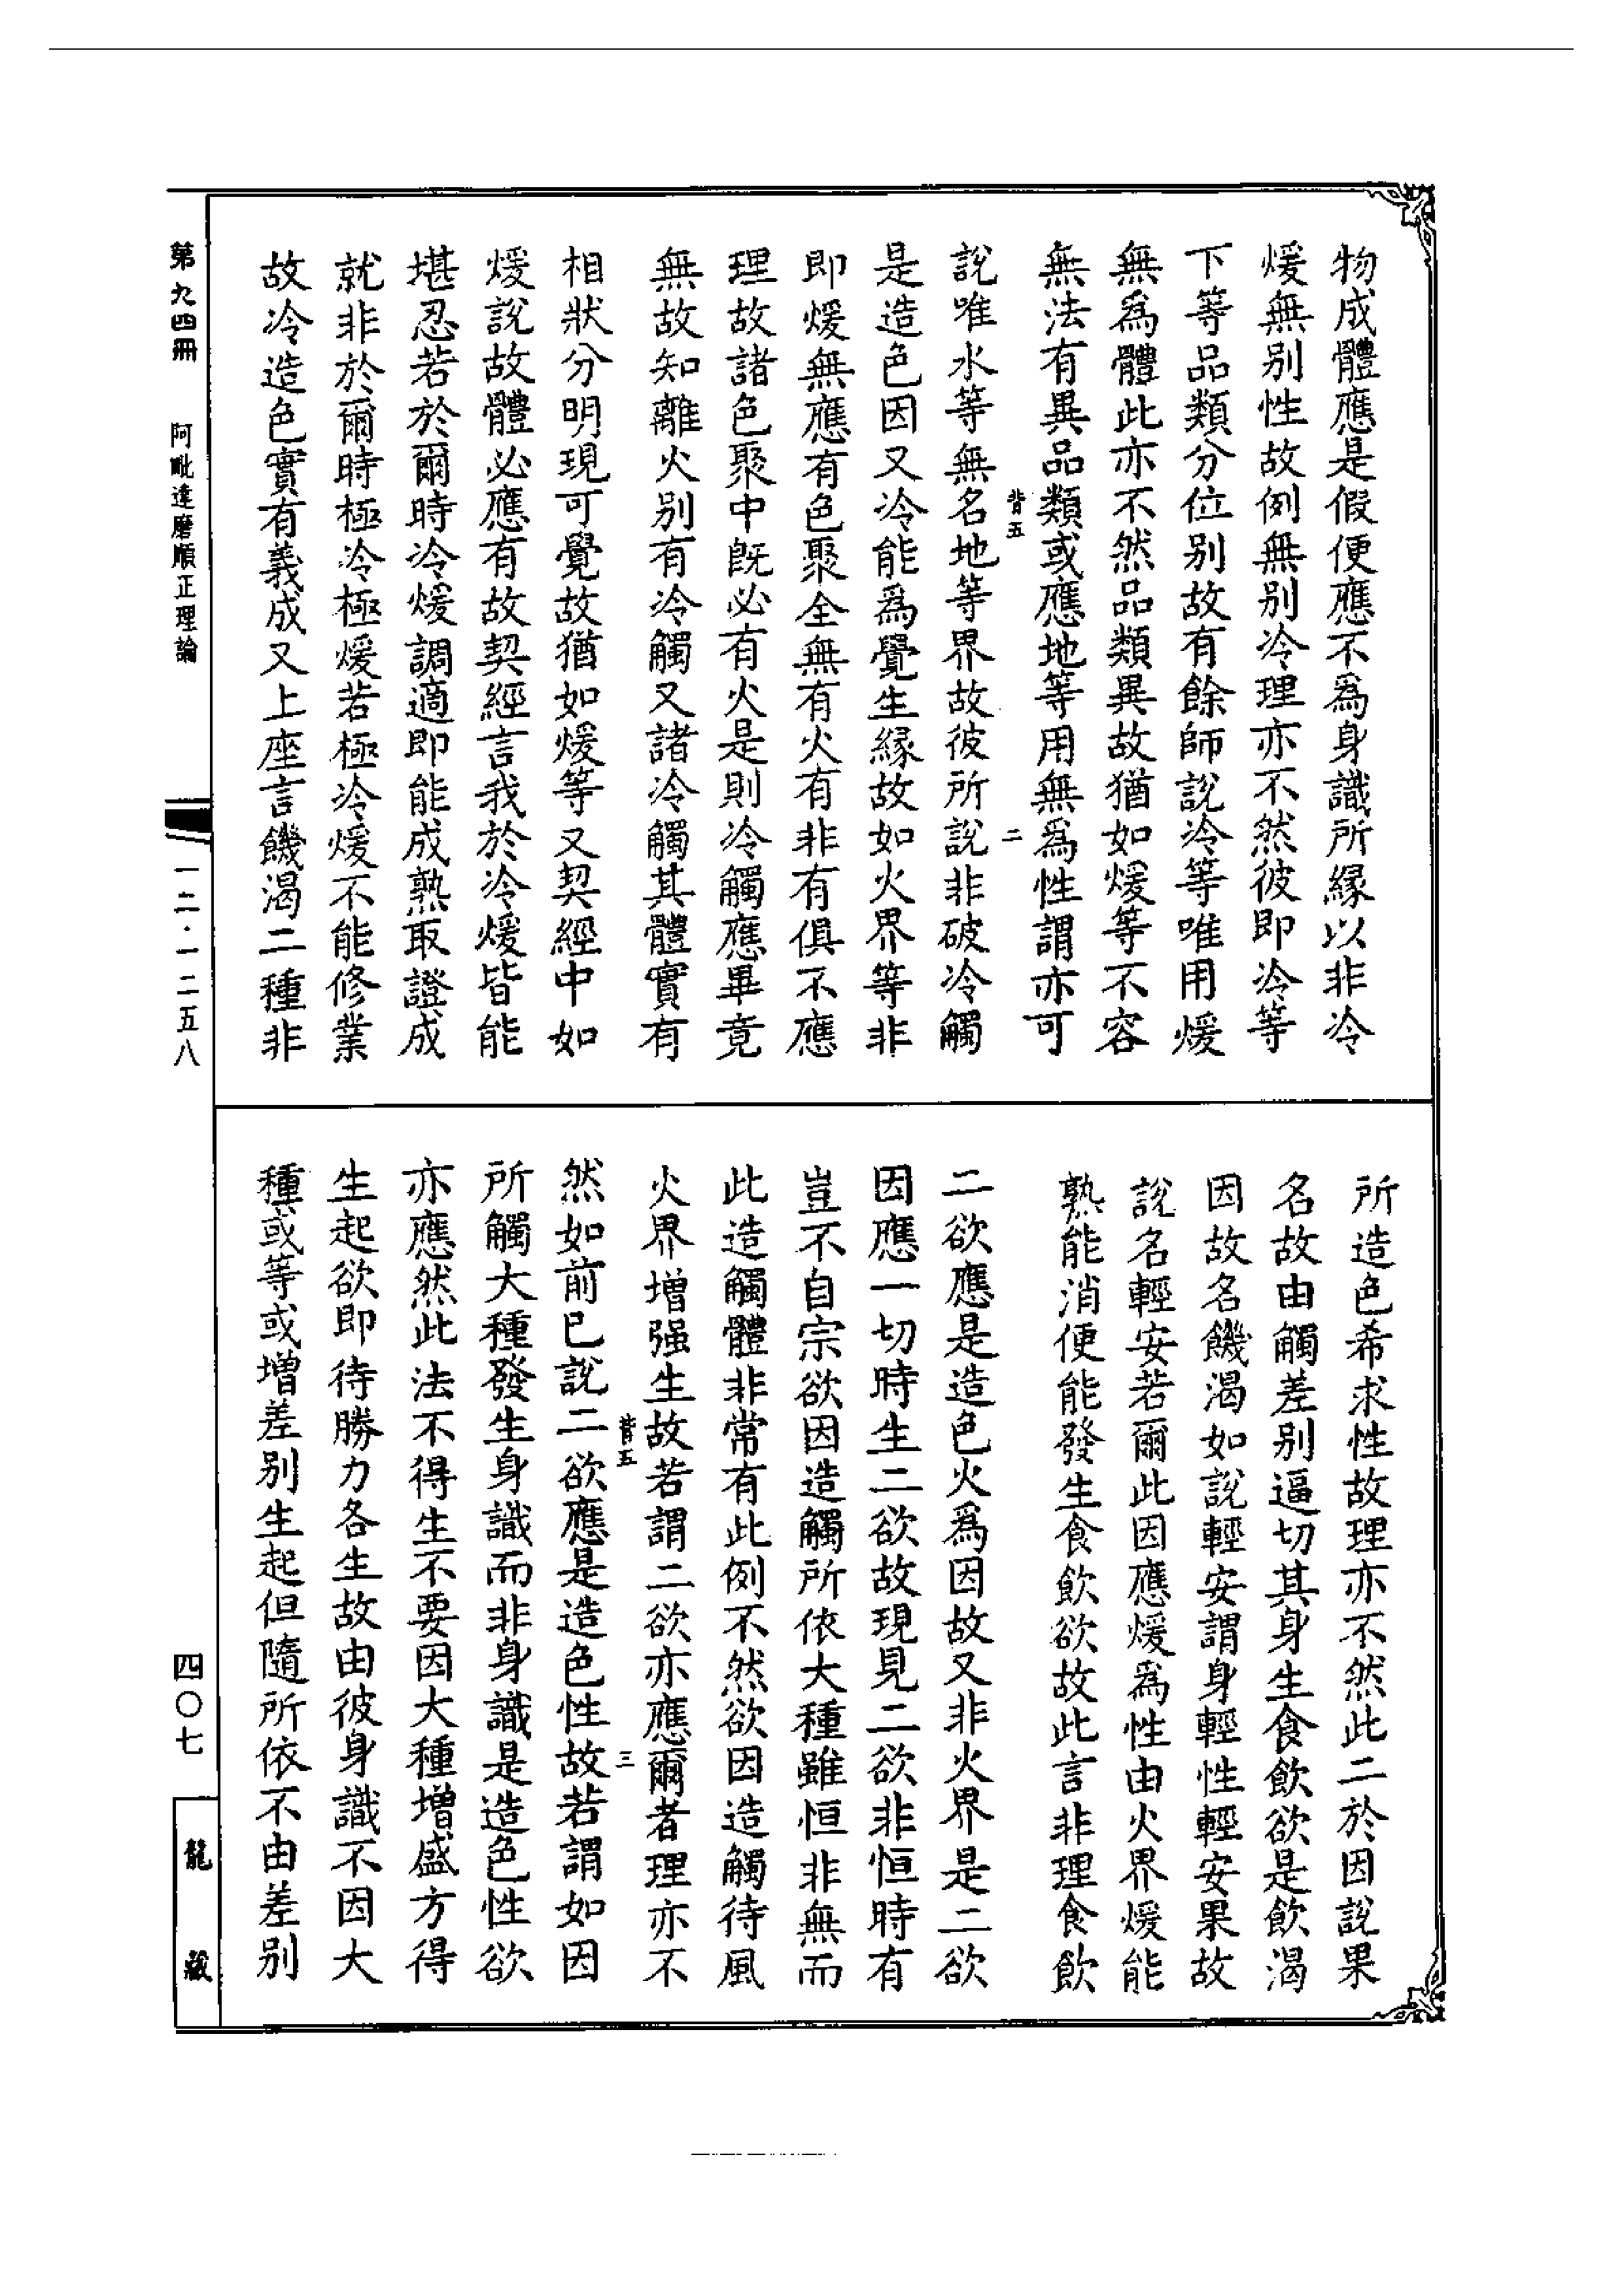 物成體應是假便應不爲身識所緣以非冷
煖無別性故例無別冷理亦不然彼即冷等
下等品類分位別故有餘師說冷等唯用煖
無爲體此亦不然品類異故猶如煖等不容
無法有異品類或應地等用無爲性謂亦可
背五
二
說唯水等無名地等界故彼所說非破冷觸
是造色因又冷能爲覺生緣故如火界等非
即煖無應有色聚全無有火有非有俱不應
理故諸色聚中旣必有火是則冷觸應畢竟
無故知離火別有冷觸又諸冷觸其體實有
相狀分明現可覺故猶如煖等又契經中如
煖說故體必應有故契經言我於冷煖皆能
堪忍若於爾時冷煖調適即能成熟取證成
就非於爾時極冷極煖若極冷煖不能修業
故冷造色實有義成又上座言饑渴二種非
所造色希求性故理亦不然此二於因說果
名故由觸差別逼切其身生食飲欲是飲渴
因故名饑渴如說輕安謂身輕性輕安果故
說名輕安若爾此因應煖爲性由火界煖能
熟能消便能發生食飲欲故此言非理食飲
二欲應是造色火爲因故又非火界是二欲
因應一切時生二欲故現見二欲非恒時有
豈不自宗欲因造觸所依大種雖恒非無而
此造觸體非常有此例不然欲因造觸待風
火界增强生故若謂二欲亦應爾者理亦不
背五
三
然如前已說二欲應是造色性故若謂如因
所觸大種發生身識而非身識是造色性欲
亦應然此法不得生不要因大種增盛方得
生起欲即待勝力各生故由彼身識不因大
種或等或增差別生起但隨所依不由差別
第九四冊
阿毗達磨順正理論
一二·一二五八
四〇七
龍藏